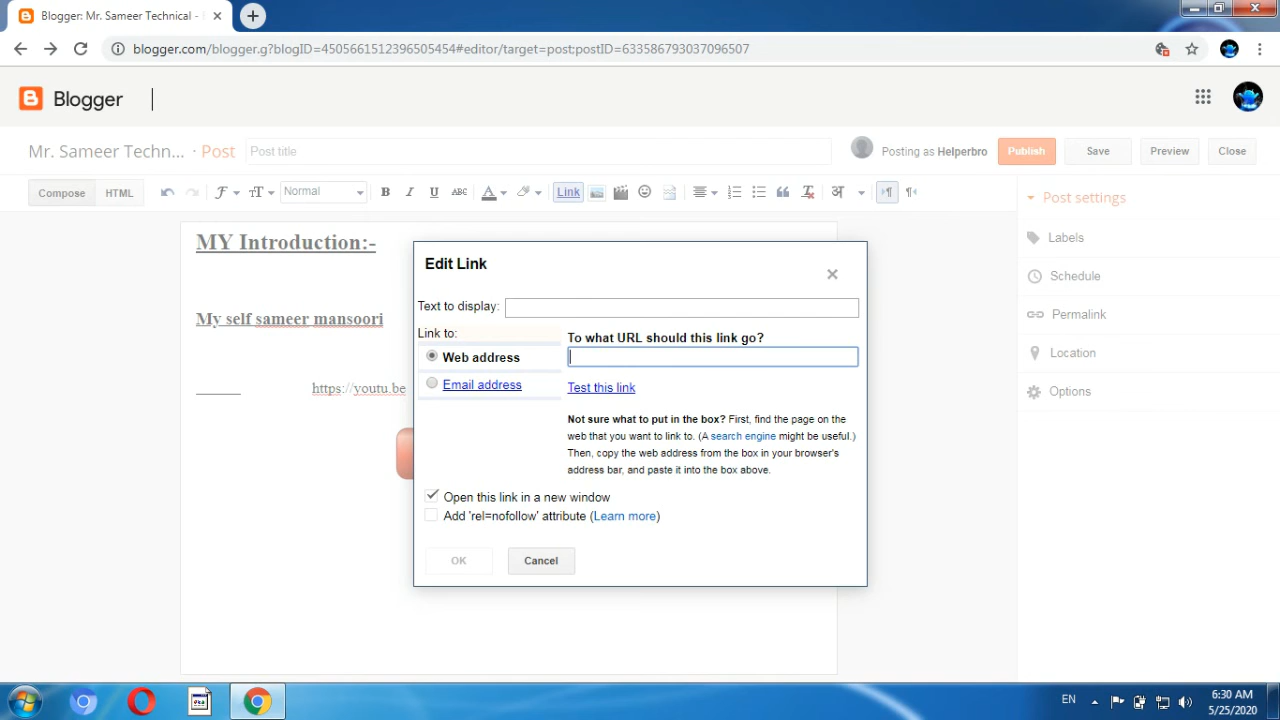 Blogger: Mr. Sameer Technical -
blogger.com/blogger.g?blogID=4505661512396505454#editor/target=post;postID=633586793037096507
Blogger
Mr. Sameer Techn... · Post Post title Posting as Helperbro Publish Save Preview Close
Compose HTML Normal B I U ABC A Link अ
Post settings
Labels
Schedule
Permalink
Location
Options
MY Introduction:-
My self sameer mansoori
https://youtu.be
Edit Link
Text to display:
Link to:
Web address
Email address
To what URL should this link go?
Test this link
Not sure what to put in the box? First, find the page on the
web that you want to link to. (A search engine might be useful.)
Then, copy the web address from the box in your browser's
address bar, and paste it into the box above.
Open this link in a new window
Add 'rel=nofollow' attribute (Learn more)
OK Cancel
EN
6:30 AM
5/25/2020